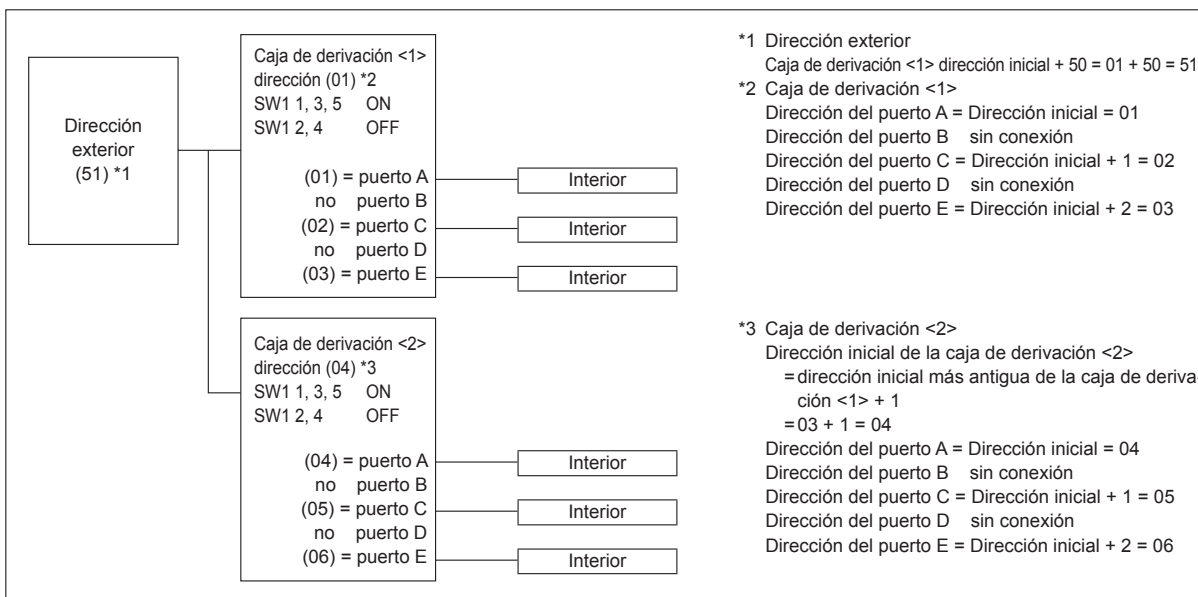 Dirección
exterior
(51) *1
Caja de derivación <1>
dirección (01) *2
SW1 1, 3, 5 ON
SW1 2, 4 OFF
(01) = puerto A
no puerto B
(02) = puerto C
no puerto D
(03) = puerto E
Interior
Interior
Interior
Caja de derivación <2>
dirección (04) *3
SW1 1, 3, 5 ON
SW1 2, 4 OFF
(04) = puerto A
no puerto B
(05) = puerto C
no puerto D
(06) = puerto E
Interior
Interior
Interior
*1 Dirección exterior
Caja de derivación <1> dirección inicial + 50 = 01 + 50 = 51
*2 Caja de derivación <1>
Dirección del puerto A = Dirección inicial = 01
Dirección del puerto B sin conexión
Dirección del puerto C = Dirección inicial + 1 = 02
Dirección del puerto D sin conexión
Dirección del puerto E = Dirección inicial + 2 = 03
*3 Caja de derivación <2>
Dirección inicial de la caja de derivación <2>
= dirección inicial más antigua de la caja de deriva-
ción <1> + 1
= 03 + 1 = 04
Dirección del puerto A = Dirección inicial = 04
Dirección del puerto B sin conexión
Dirección del puerto C = Dirección inicial + 1 = 05
Dirección del puerto D sin conexión
Dirección del puerto E = Dirección inicial + 2 = 06